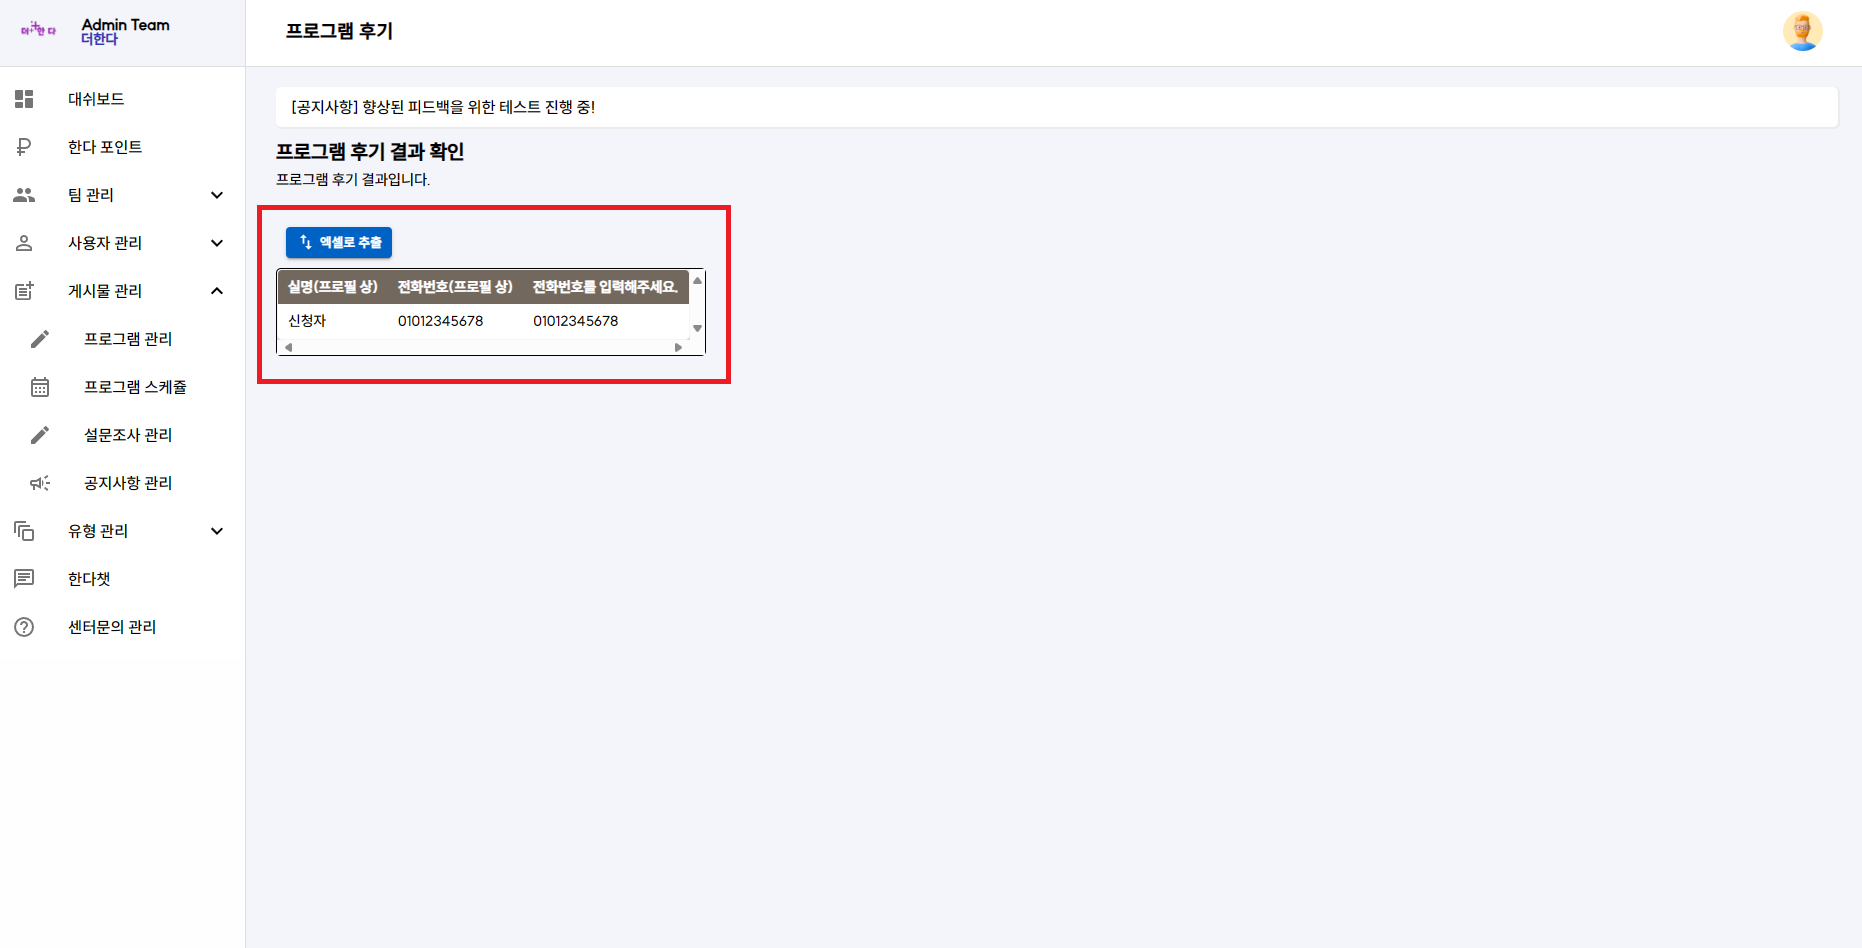 더한다
Admin Team
더한다
프로그램 후기
대쉬보드
한다 포인트
팀 관리
사용자 관리
게시물 관리
프로그램 관리
프로그램 스케쥴
설문조사 관리
공지사항 관리
유형 관리
한다챗
센터문의 관리
[공지사항] 향상된 피드백을 위한 테스트 진행 중!
프로그램 후기 결과 확인
프로그램 후기 결과입니다.
엑셀로 추출
실명(프로필 상) 전화번호(프로필 상) 전화번호를 입력해주세요.
신청자 01012345678 01012345678